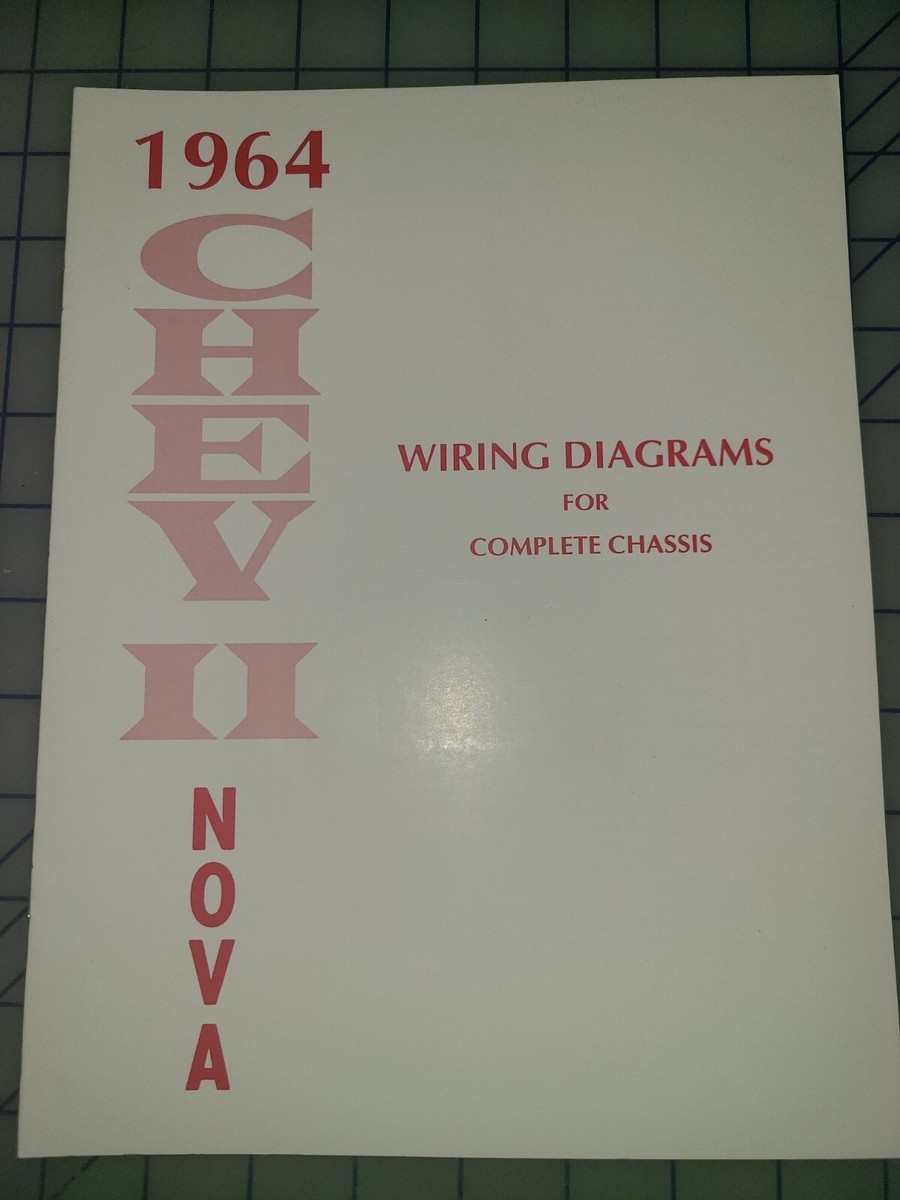 1964
CHEV II
NOVA
WIRING DIAGRAMS
FOR
COMPLETE CHASSIS